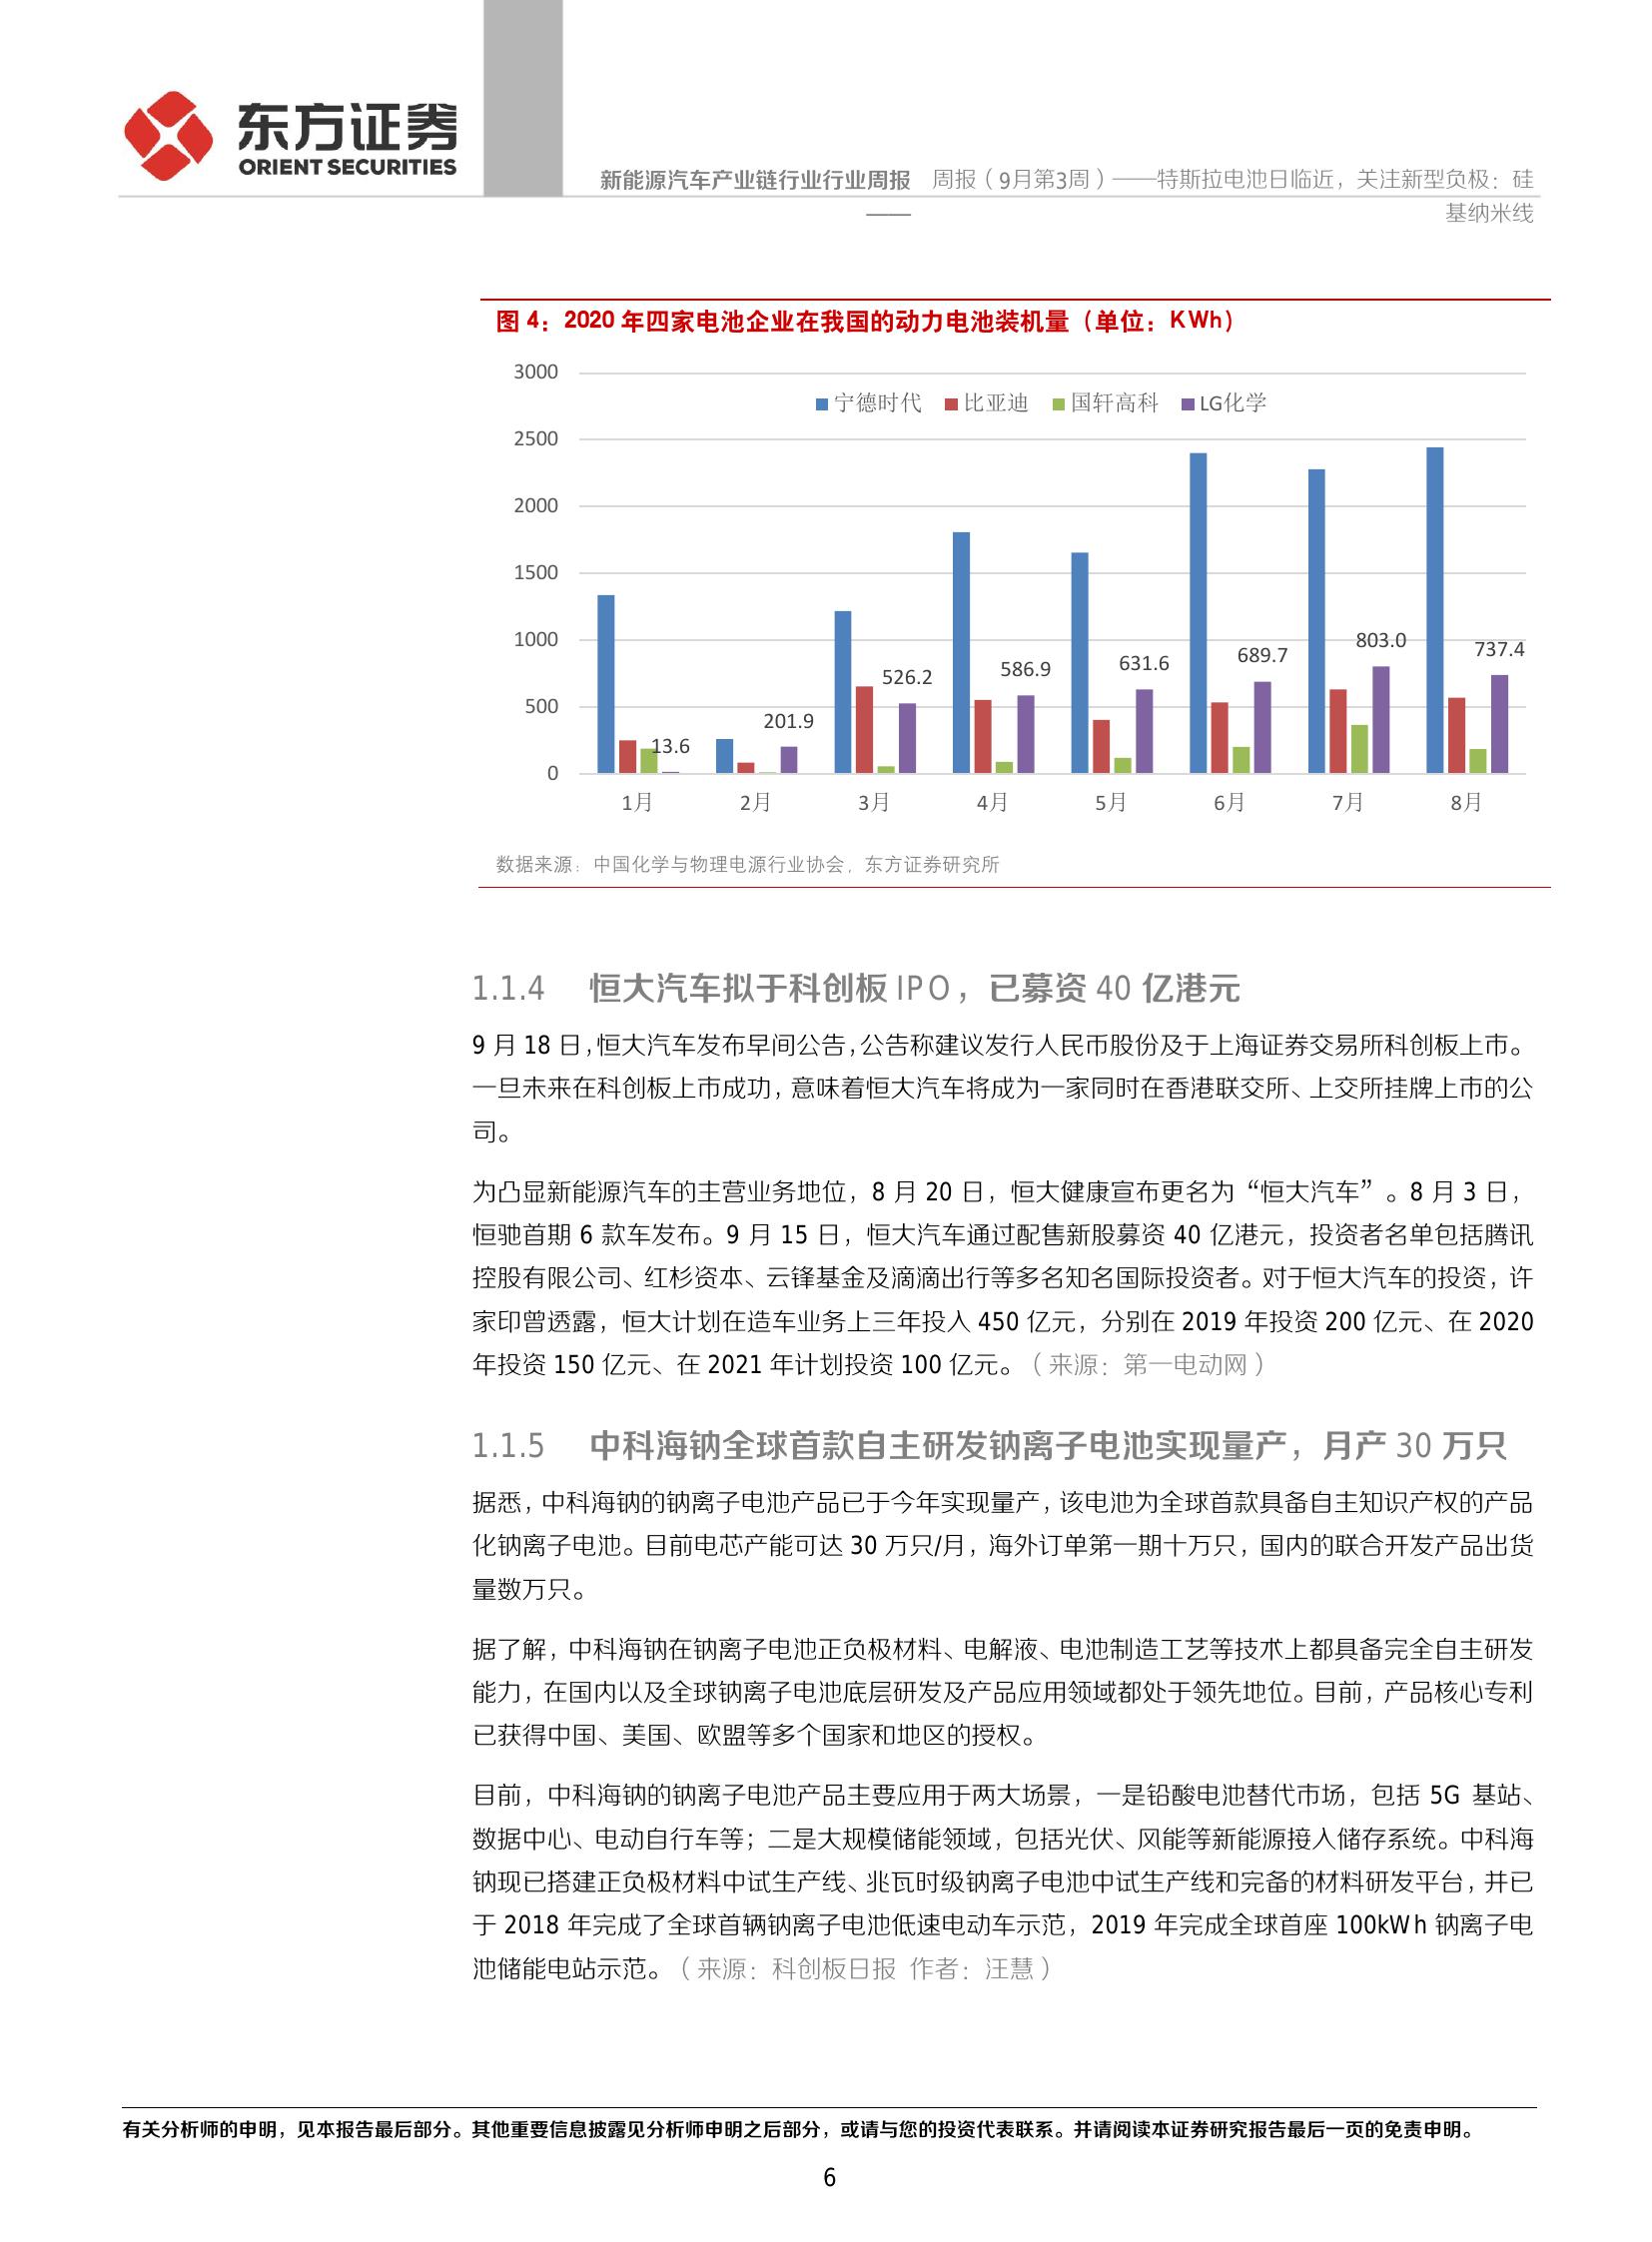 东方证券
ORIENT SECURITIES
新能源汽车产业链行业行业周报 周报（9月第3周）——特斯拉电池日临近，关注新型负极：硅
——
基纳米线
图 4：2020 年四家电池企业在我国的动力电池装机量（单位：KWh）
3000
宁德时代 比亚迪 国轩高科 LG化学
2500
2000
1500
1000
500
0
13.6
201.9
526.2
586.9
631.6
689.7
803.0
737.4
1月 2月 3月 4月 5月 6月 7月 8月
数据来源：中国化学与物理电源行业协会，东方证券研究所
1.1.4 恒大汽车拟于科创板 IPO，已募资 40 亿港元
9 月 18 日，恒大汽车发布早间公告，公告称建议发行人民币股份及于上海证券交易所科创板上市。
一旦未来在科创板上市成功，意味着恒大汽车将成为一家同时在香港联交所、上交所挂牌上市的公
司。
为凸显新能源汽车的主营业务地位，8 月 20 日，恒大健康宣布更名为“恒大汽车”。8 月 3 日，
恒驰首期 6 款车发布。9 月 15 日，恒大汽车通过配售新股募资 40 亿港元，投资者名单包括腾讯
控股有限公司、红杉资本、云锋基金及滴滴出行等多名知名国际投资者。对于恒大汽车的投资，许
家印曾透露，恒大计划在造车业务上三年投入 450 亿元，分别在 2019 年投资 200 亿元、在 2020
年投资 150 亿元、在 2021 年计划投资 100 亿元。（来源：第一电动网）
1.1.5 中科海钠全球首款自主研发钠离子电池实现量产，月产 30 万只
据悉，中科海钠的钠离子电池产品已于今年实现量产，该电池为全球首款具备自主知识产权的产品
化钠离子电池。目前电芯产能可达 30 万只/月，海外订单第一期十万只，国内的联合开发产品出货
量数万只。
据了解，中科海钠在钠离子电池正负极材料、电解液、电池制造工艺等技术上都具备完全自主研发
能力，在国内以及全球钠离子电池底层研发及产品应用领域都处于领先地位。目前，产品核心专利
已获得中国、美国、欧盟等多个国家和地区的授权。
目前，中科海钠的钠离子电池产品主要应用于两大场景，一是铅酸电池替代市场，包括 5G 基站、
数据中心、电动自行车等；二是大规模储能领域，包括光伏、风能等新能源接入储存系统。中科海
钠现已搭建正负极材料中试生产线、兆瓦时级钠离子电池中试生产线和完备的材料研发平台，并已
于 2018 年完成了全球首辆钠离子电池低速电动车示范，2019 年完成全球首座 100kWh 钠离子电
池储能电站示范。（来源：科创板日报 作者：汪慧）
有关分析师的申明，见本报告最后部分。其他重要信息披露见分析师申明之后部分，或请与您的投资代表联系。并请阅读本证券研究报告最后一页的免责申明。
6